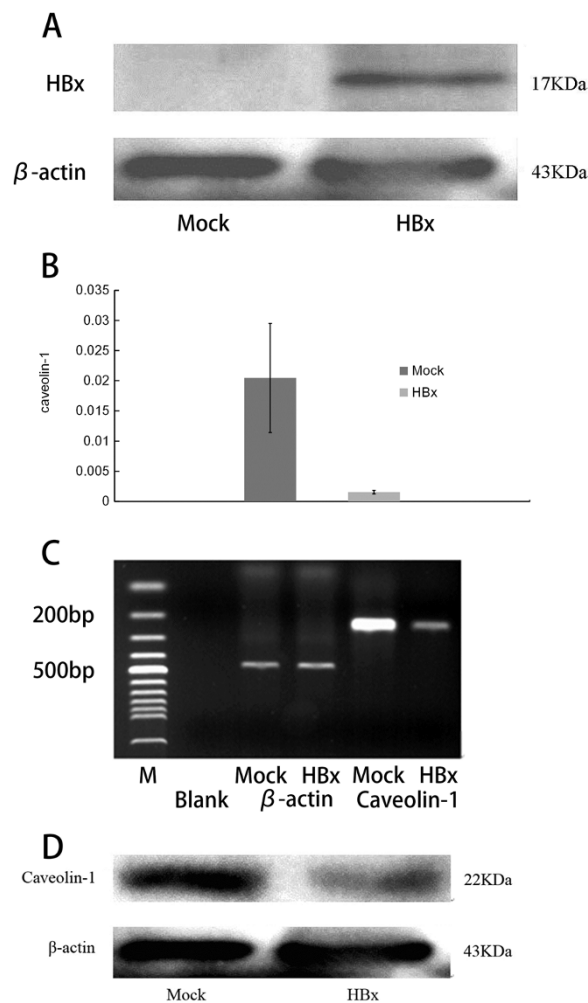 A
HBx 17KDa
β-actin 43KDa
Mock HBx
B
0.035
0.03
0.025
0.02
0.015
0.01
0.005
0
caveolin-1
Mock
HBx
C
200bp
500bp
M Blank Mock HBx Mock HBx
β-actin Caveolin-1
D
Caveolin-1 22KDa
β-actin 43KDa
Mock HBx